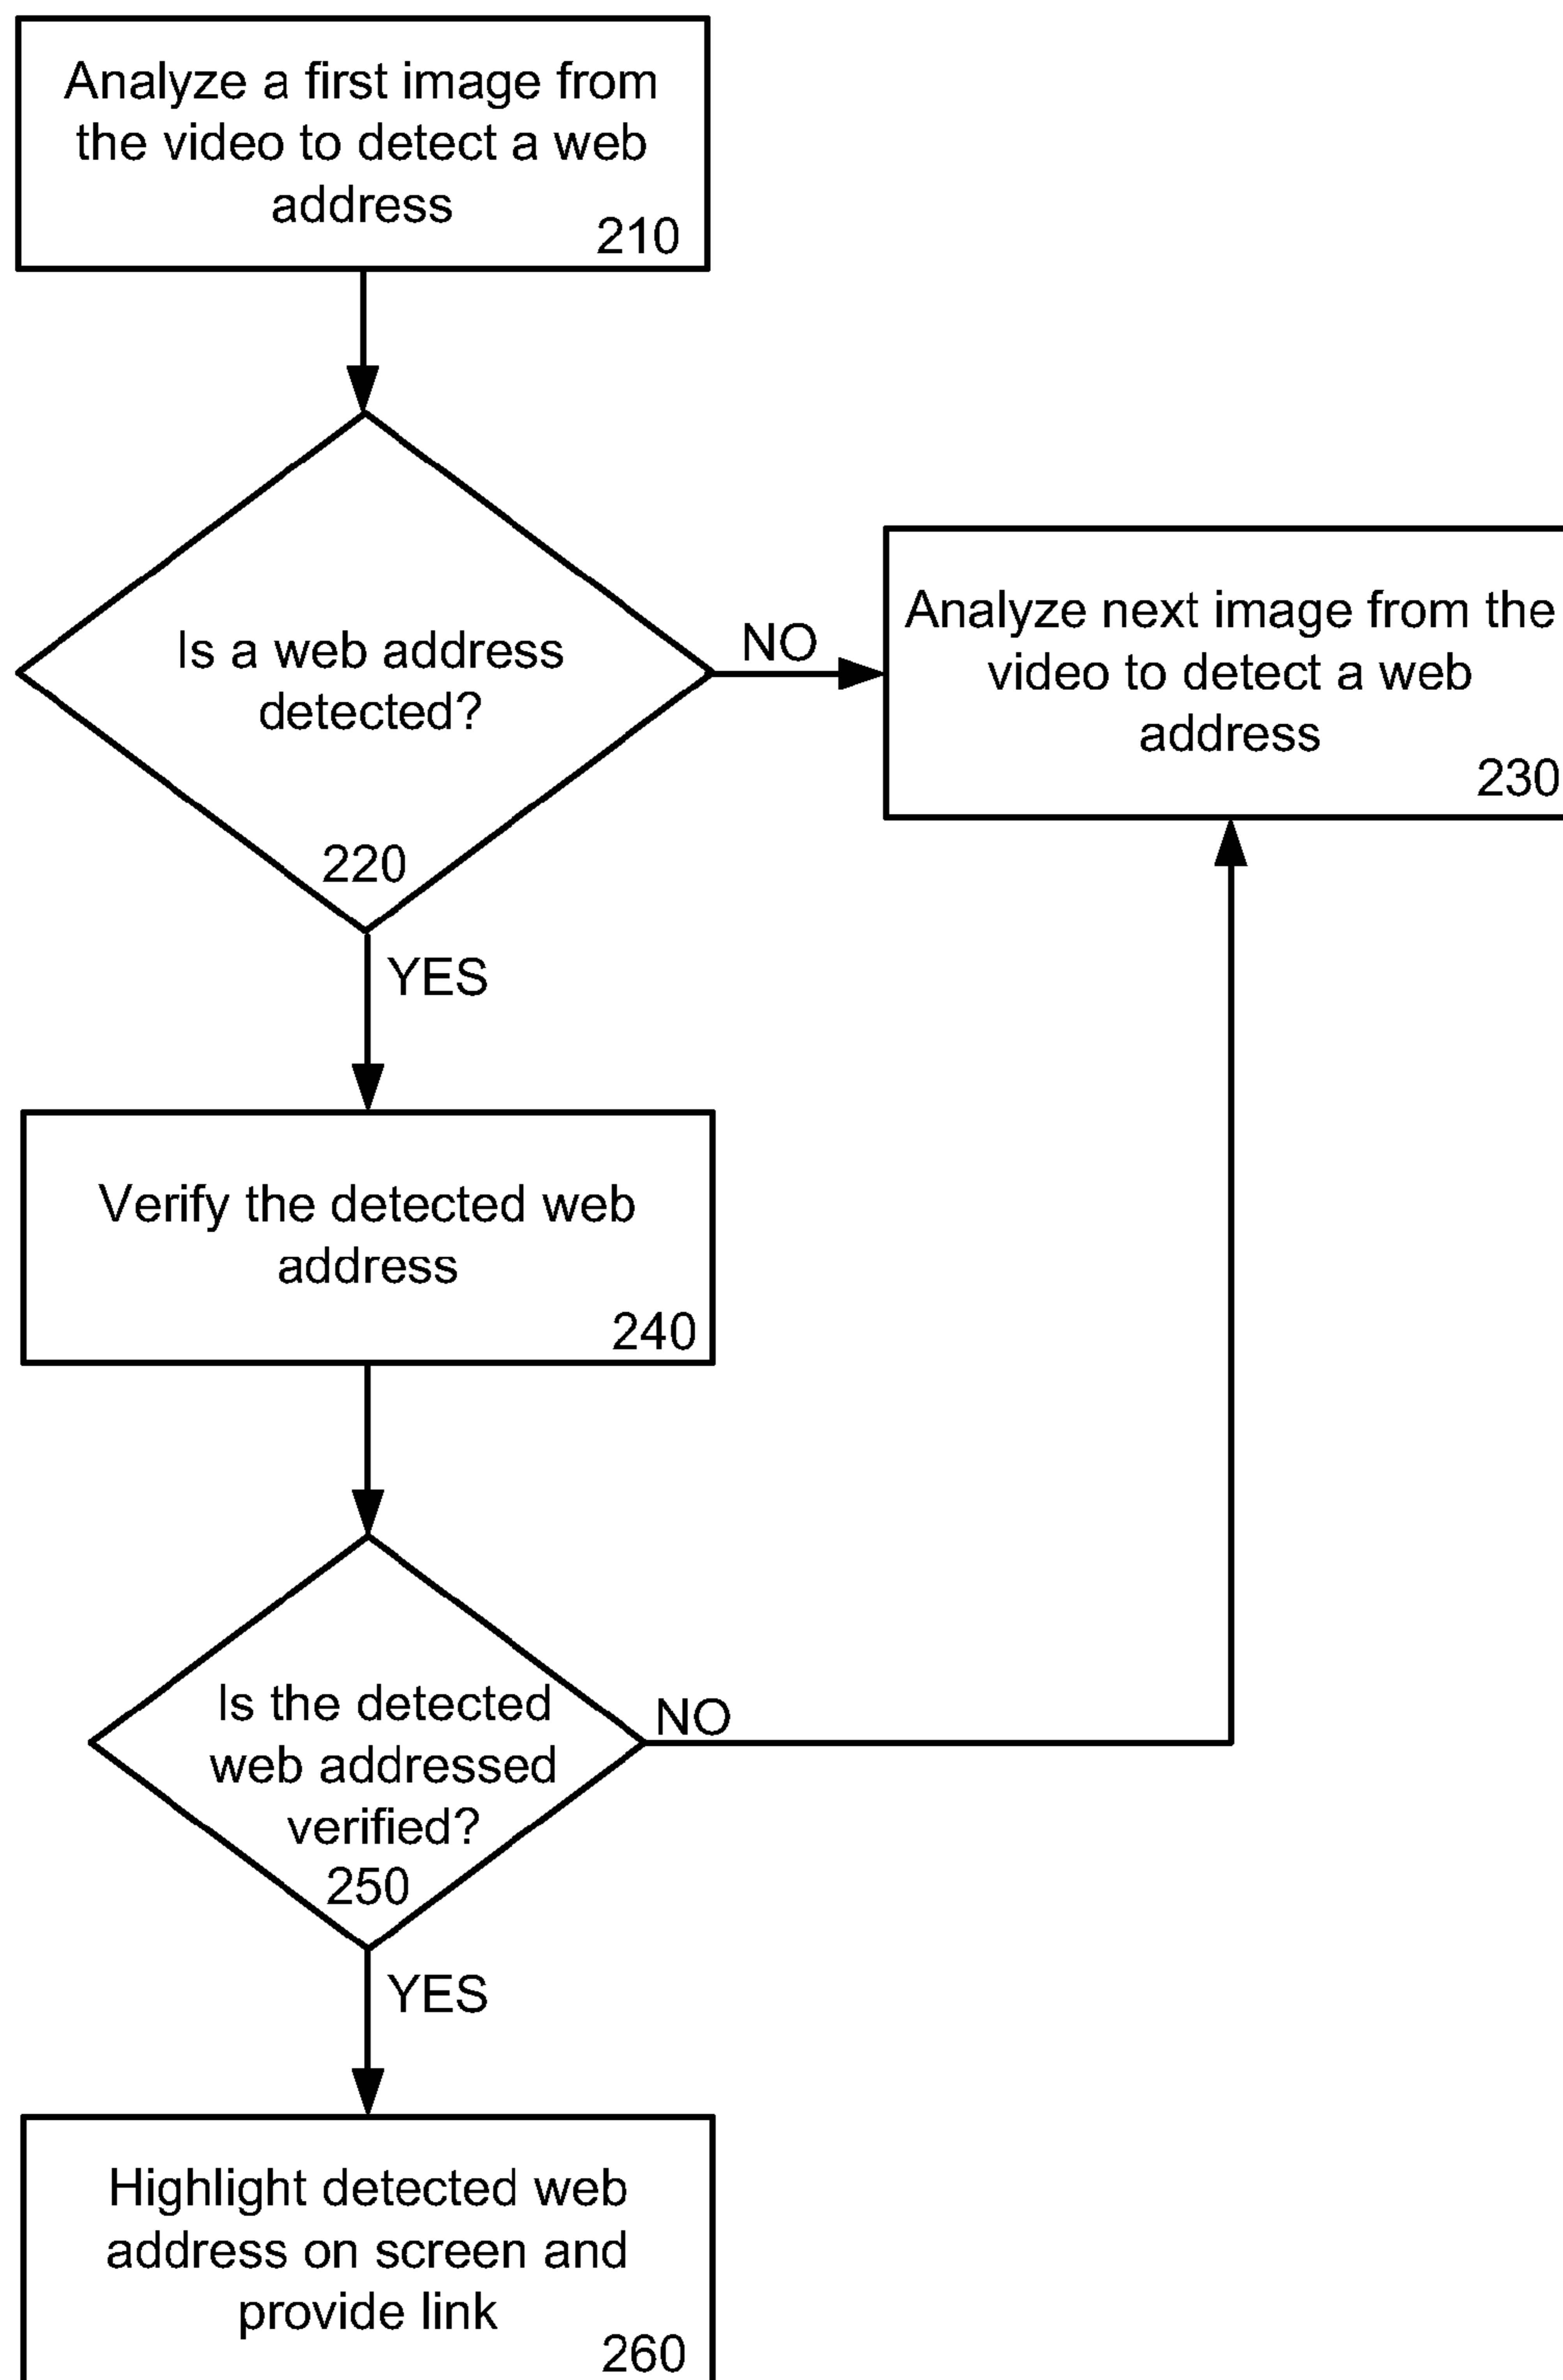 Analyze a first image from
the video to detect a web
address
210
Is a web address
detected?
220
NO
Analyze next image from the
video to detect a web
address
230
YES
Verify the detected web
address
240
Is the detected
web addressed
verified?
250
NO
YES
Highlight detected web
address on screen and
provide link
260